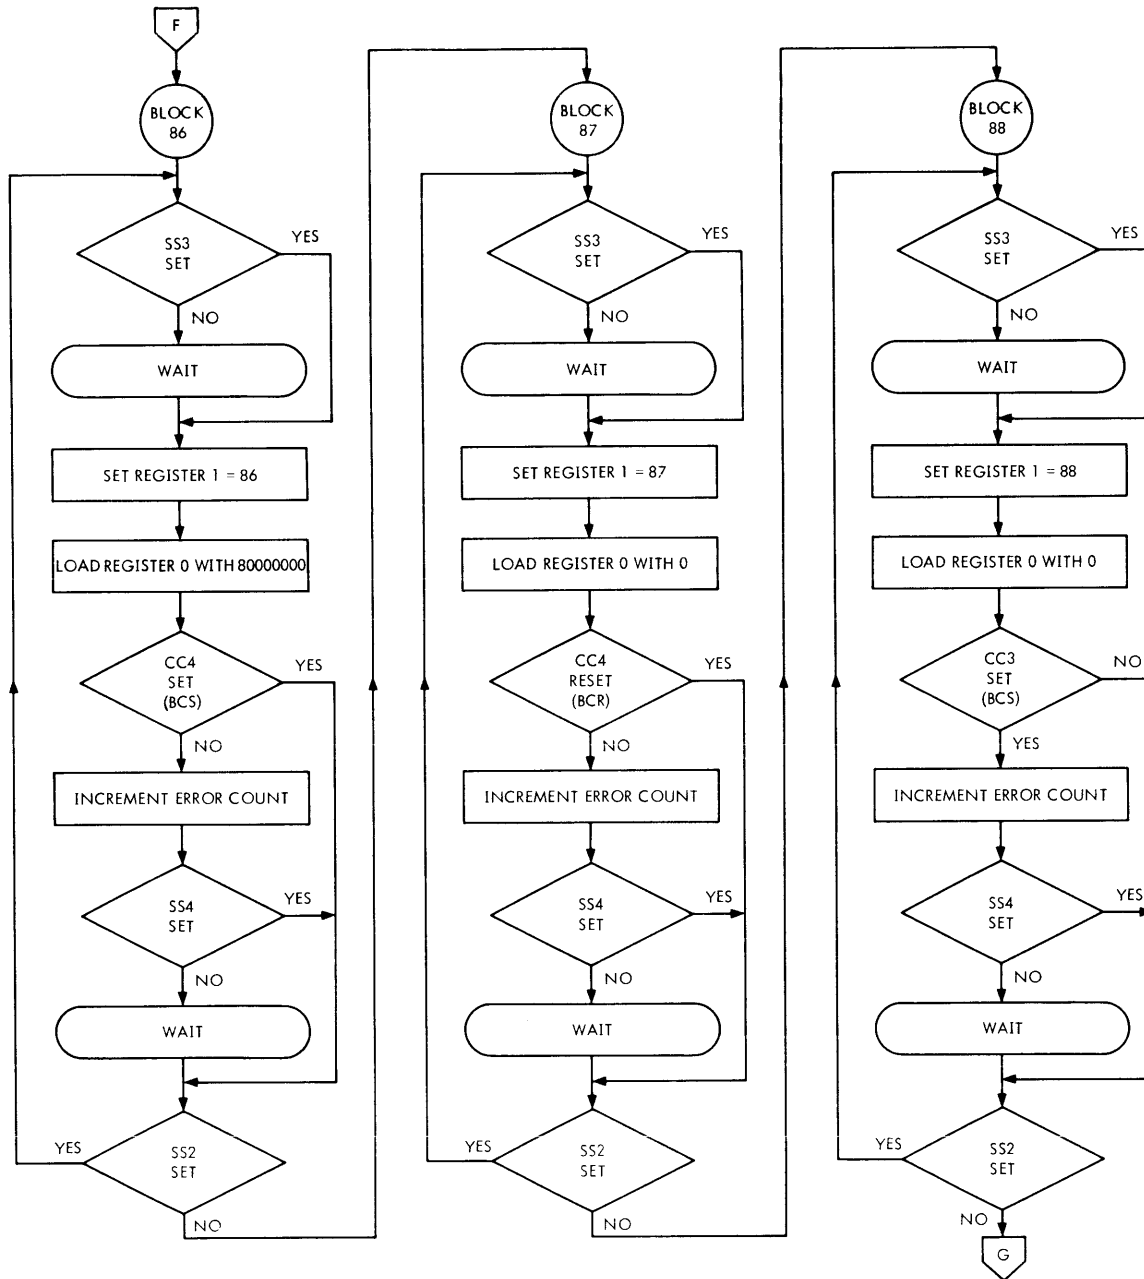 F
BLOCK
86
SS3
SET
YES
NO
WAIT
SET REGISTER 1 = 86
LOAD REGISTER 0 WITH 80000000
CC4
SET
(BCS)
YES
NO
INCREMENT ERROR COUNT
SS4
SET
YES
NO
WAIT
SS2
SET
YES
NO
BLOCK
87
SS3
SET
YES
NO
WAIT
SET REGISTER 1 = 87
LOAD REGISTER 0 WITH 0
CC4
RESET
(BCR)
YES
NO
INCREMENT ERROR COUNT
SS4
SET
YES
NO
WAIT
SS2
SET
YES
NO
BLOCK
88
SS3
SET
YES
NO
WAIT
SET REGISTER 1 = 88
LOAD REGISTER 0 WITH 0
CC3
SET
(BCS)
NO
YES
INCREMENT ERROR COUNT
SS4
SET
YES
NO
WAIT
SS2
SET
YES
NO
G